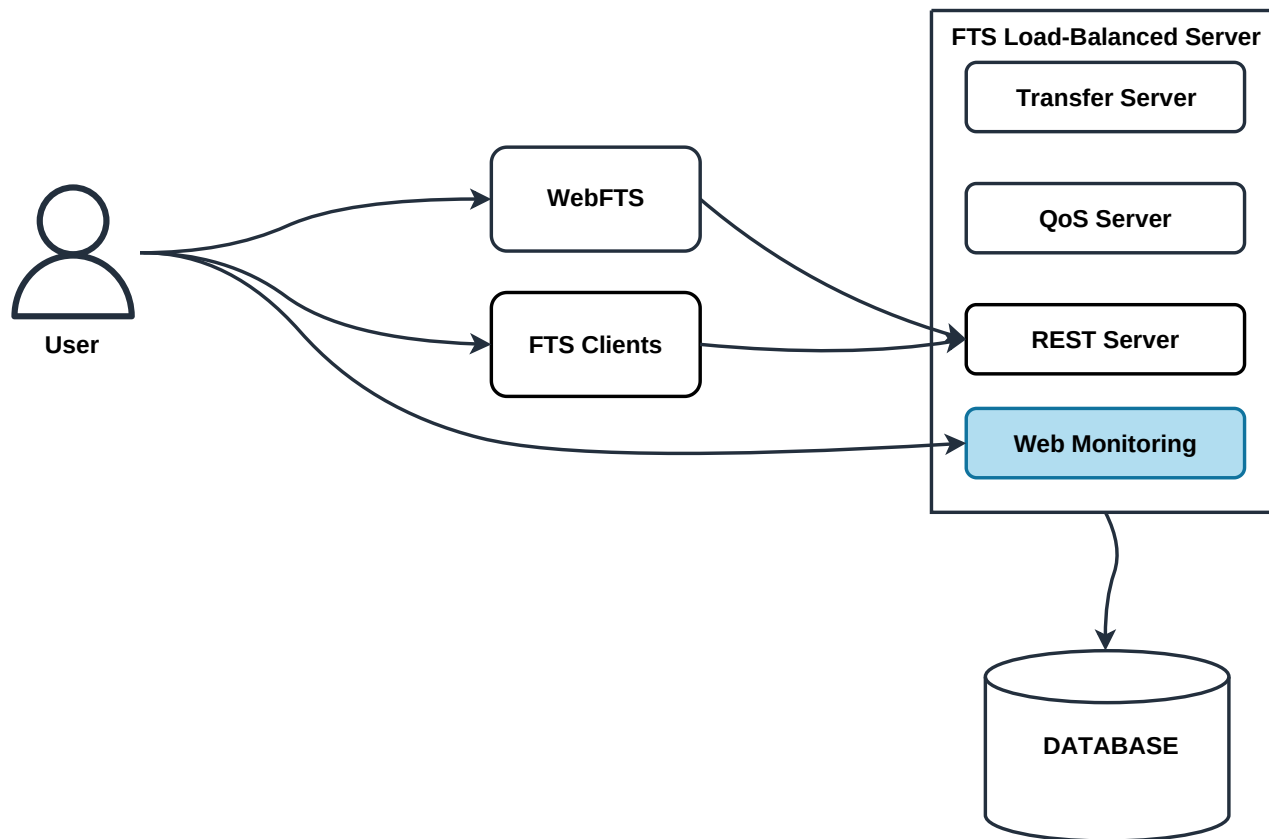 FTS Load-Balanced Server
Transfer Server
WebFTS
QoS Server
User
FTS Clients
REST Server
Web Monitoring
DATABASE